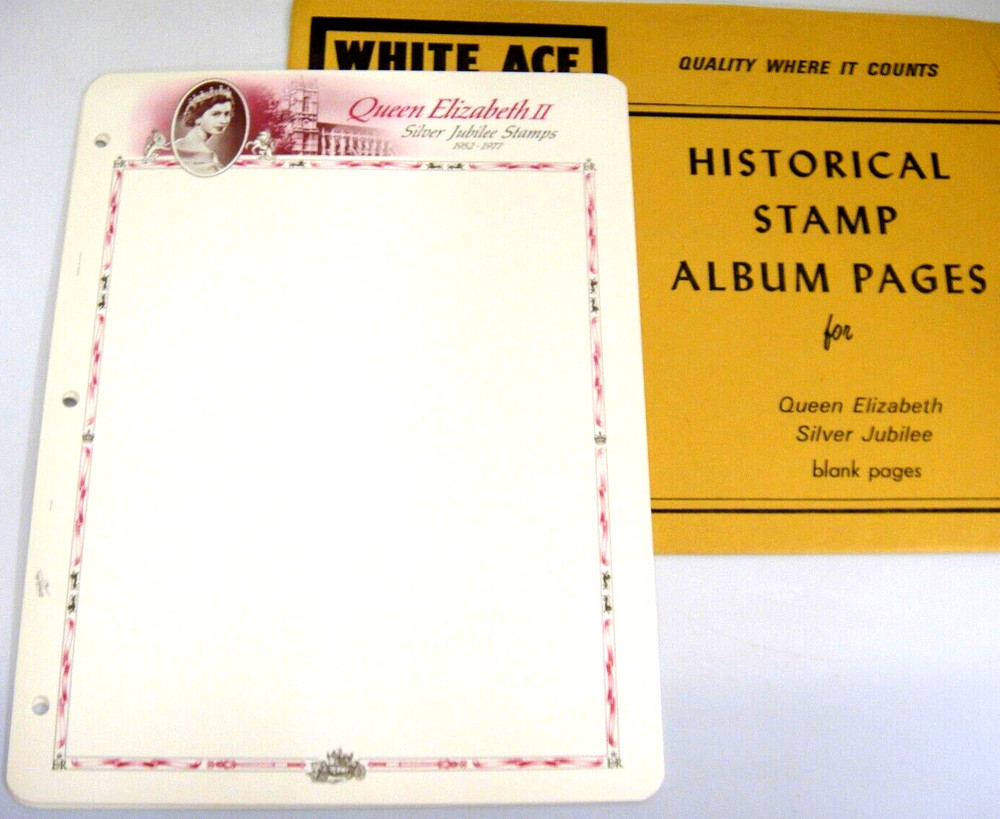 Queen Elizabeth II
Silver Jubilee Stamps
1952-1977
WHITE ACE
QUALITY WHERE IT COUNTS
HISTORICAL
STAMP
ALBUM PAGES
for
Queen Elizabeth
Silver Jubilee
blank pages